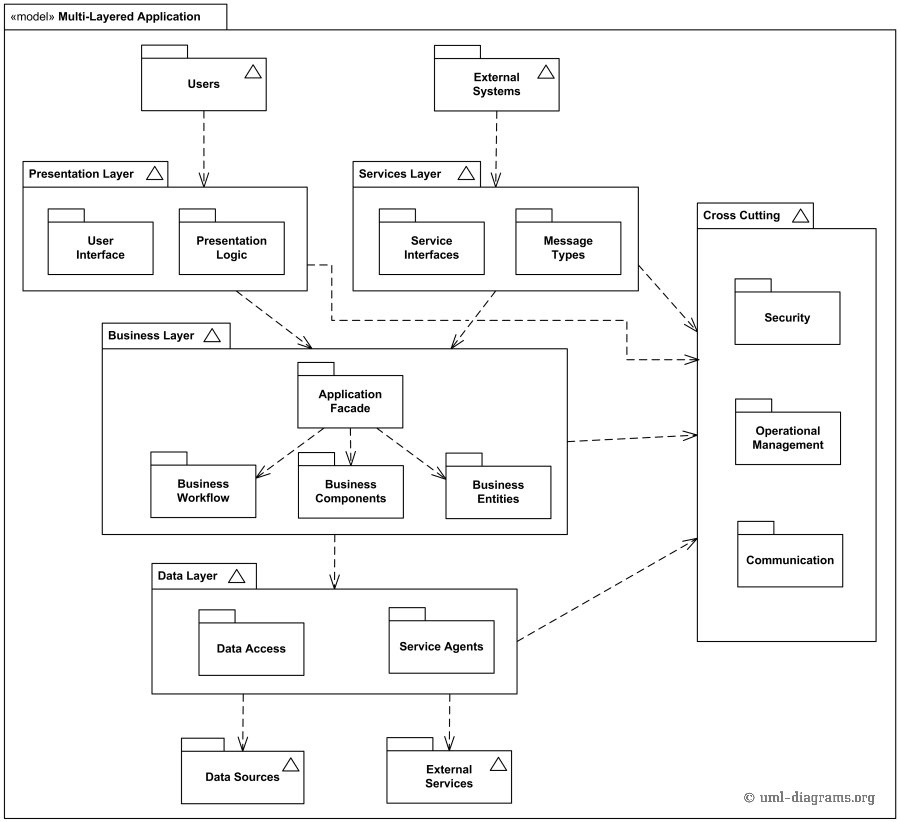 «model» Multi-Layered Application
Users
External
Systems
Presentation Layer
User
Interface
Presentation
Logic
Services Layer
Service
Interfaces
Message
Types
Cross Cutting
Security
Operational
Management
Communication
Business Layer
Application
Facade
Business
Workflow
Business
Components
Business
Entities
Data Layer
Data Access
Service Agents
Data Sources
External
Services
© uml-diagrams.org